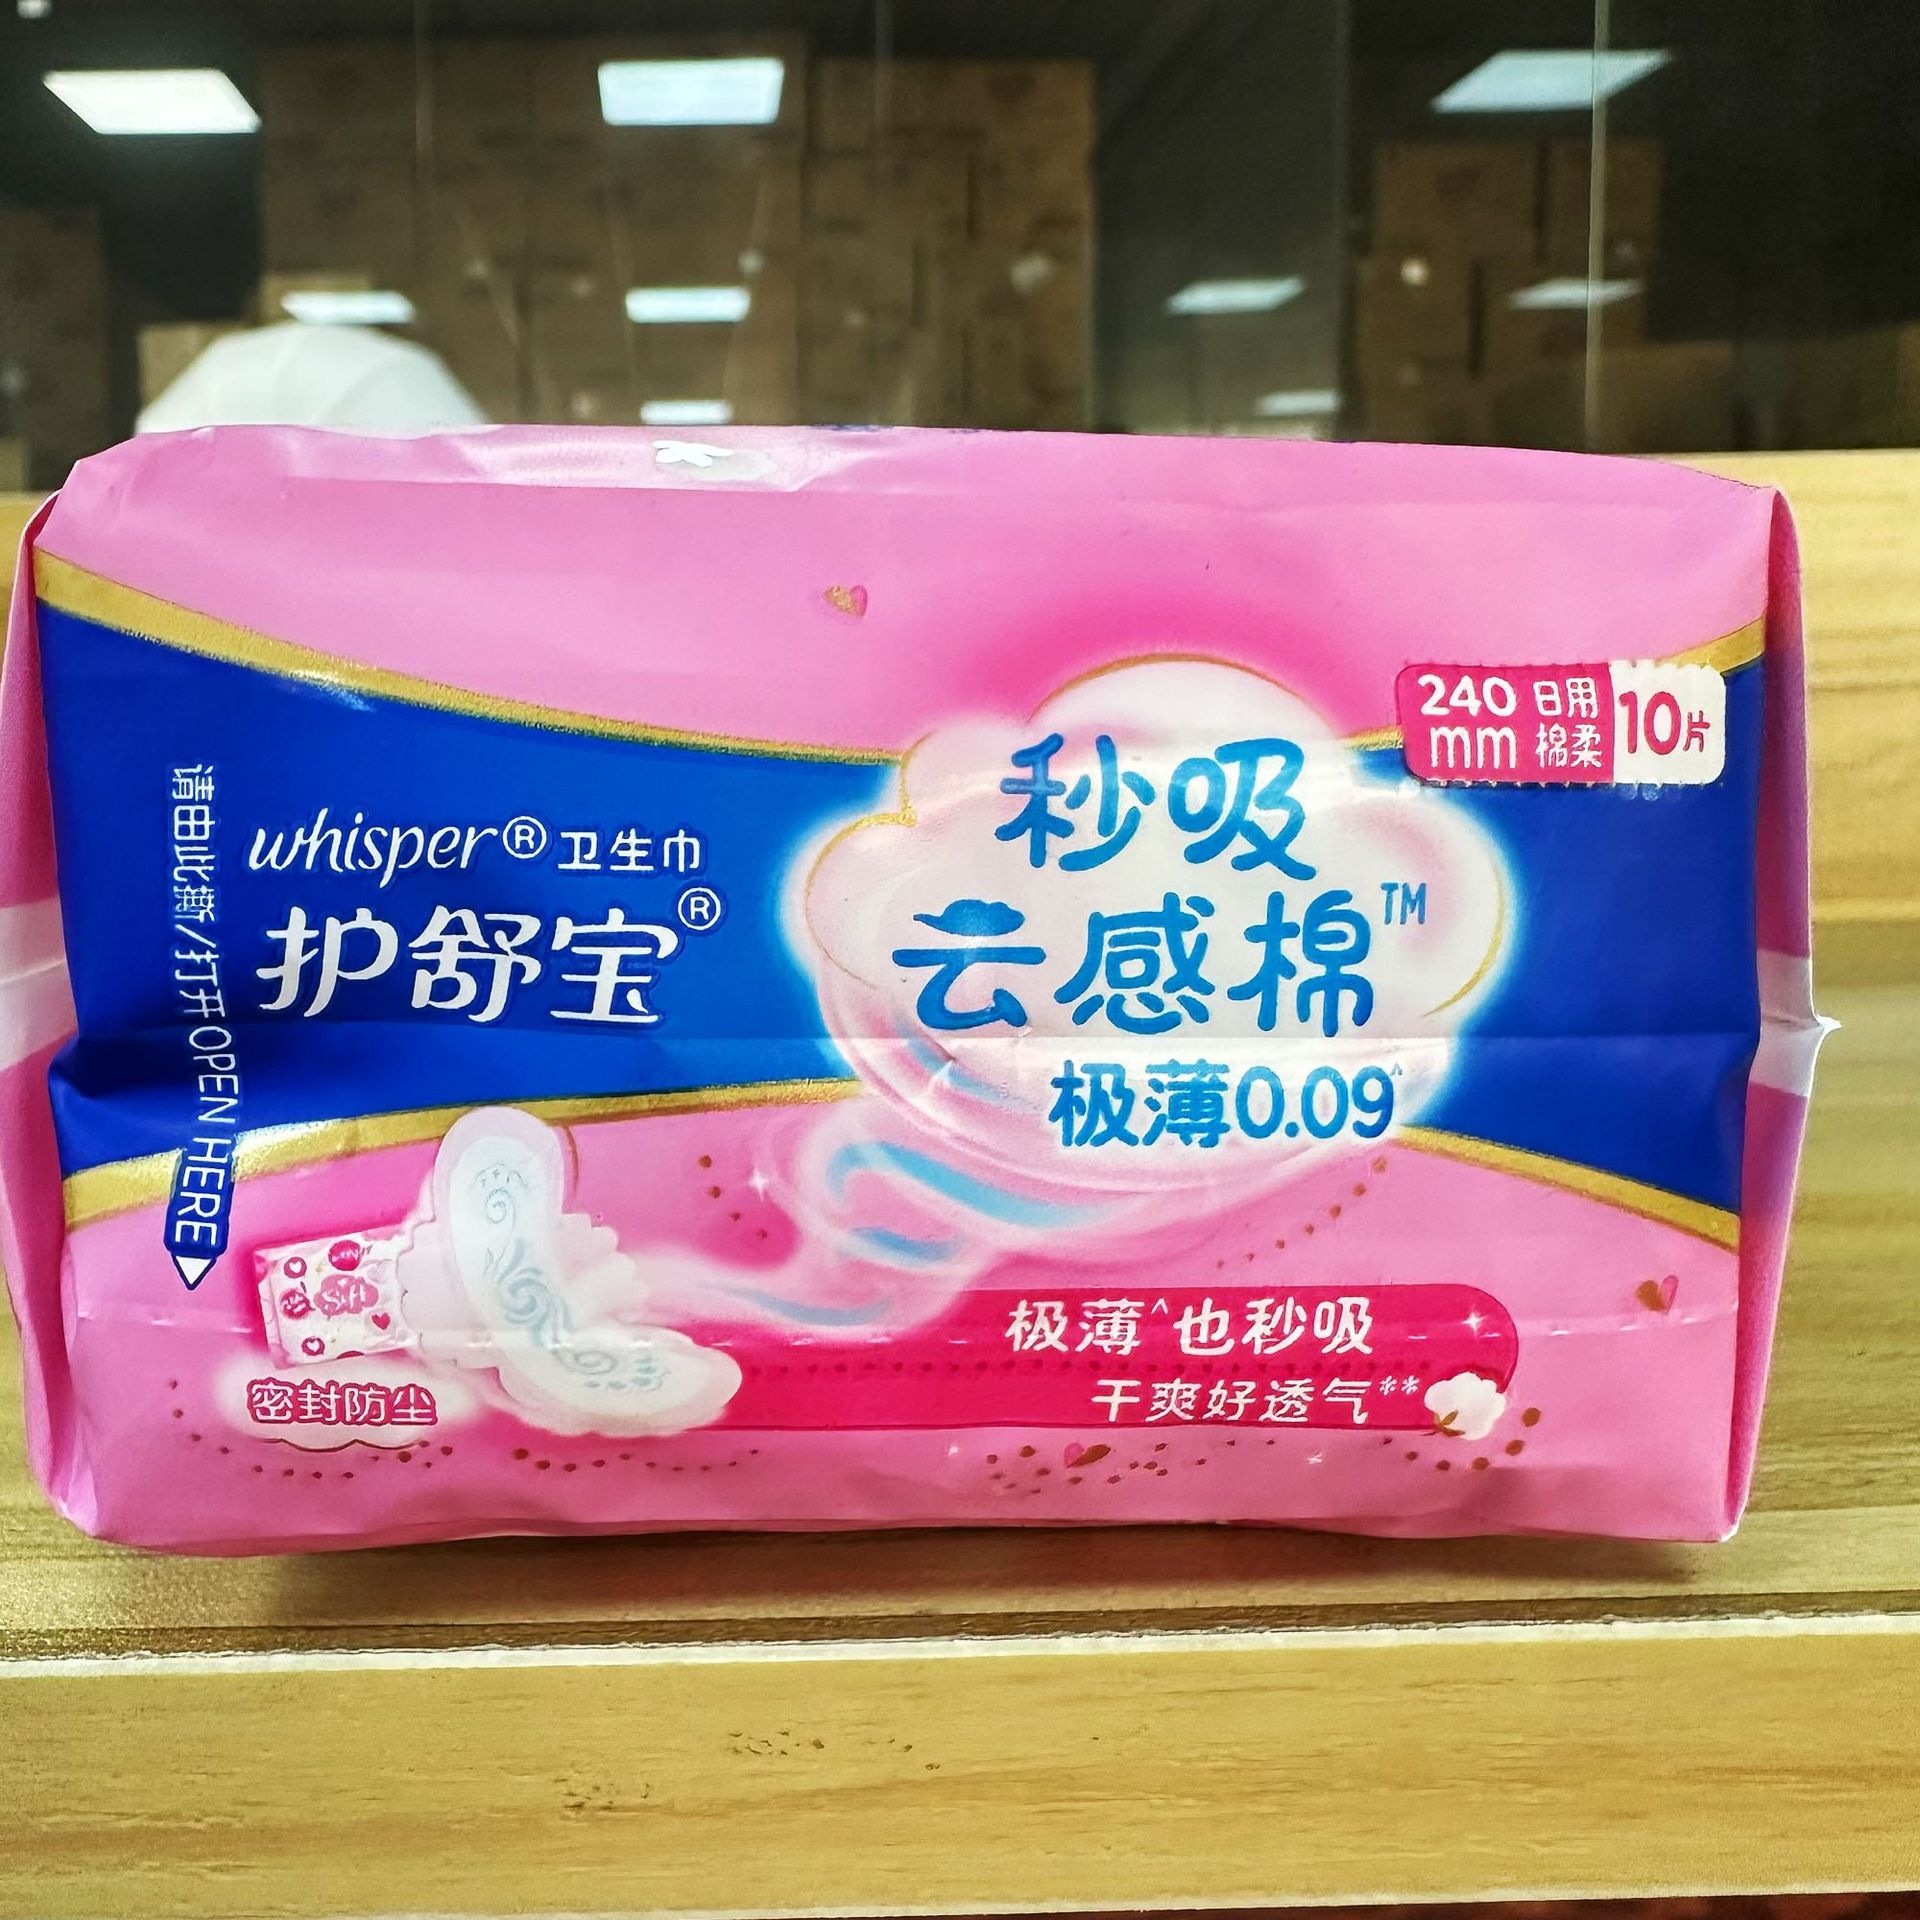 240 mm 日用 棉柔 10片
秒吸
云感棉™
极薄0.09^
whisper® 卫生巾
护舒宝®
请由此撕/打开 OPEN HERE
密封防尘
极薄^也秒吸
干爽好透气**